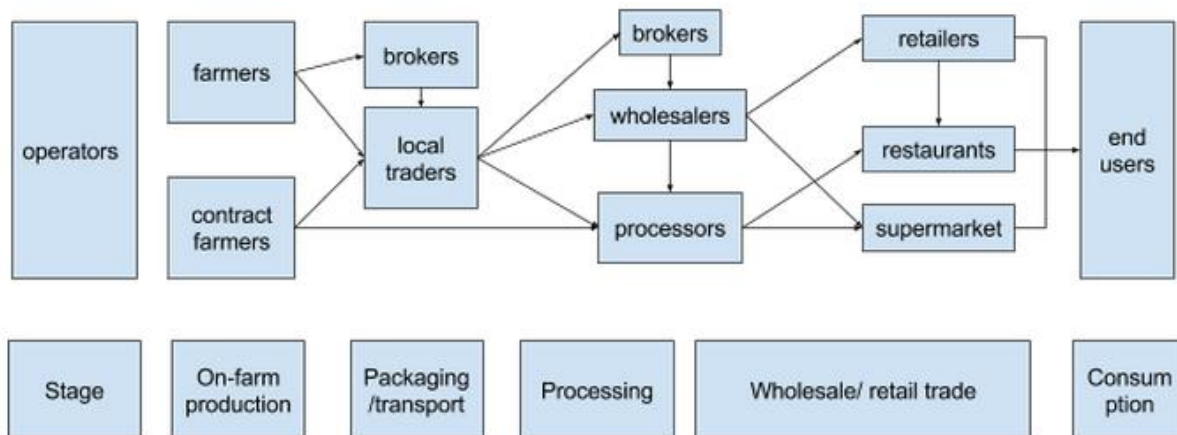 operators
farmers
contract
farmers
brokers
local
traders
brokers
wholesalers
processors
retailers
restaurants
supermarket
end
users
Stage
On-farm
production
Packaging
/transport
Processing
Wholesale/ retail trade
Consum
ption